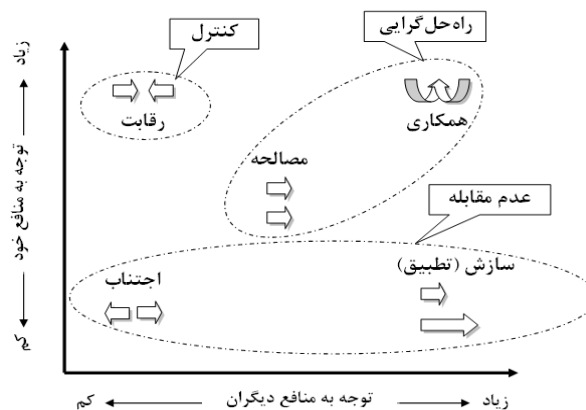 راه‌حل‌گرایی
کنترل
زیاد
رقابت
همکاری
مصالحه
توجه به منافع خود
عدم مقابله
سازش (تطبیق)
اجتناب
کم
زیاد
توجه به منافع دیگران
کم